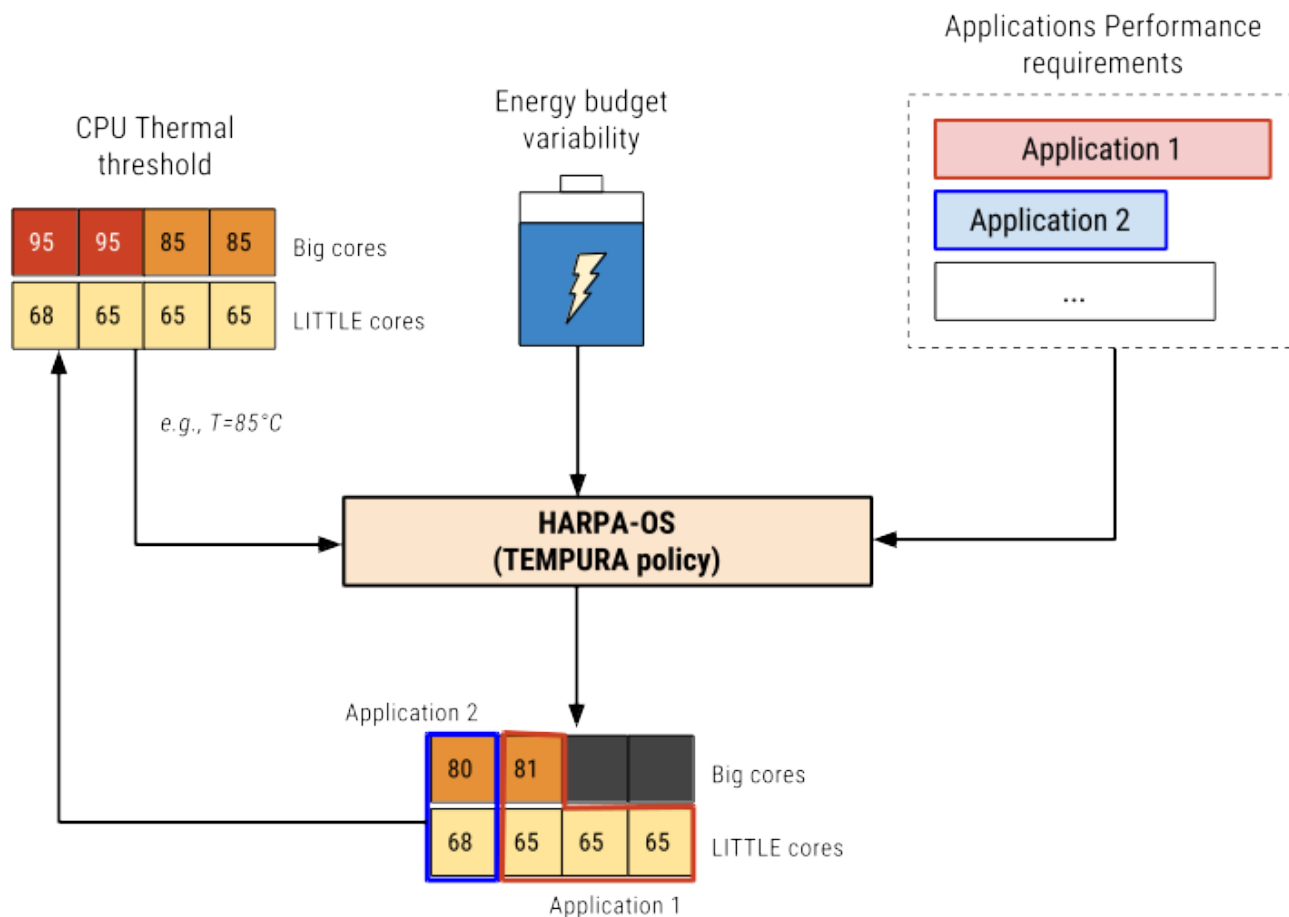 Applications Performance
requirements
Energy budget
variability
CPU Thermal
threshold
Application 1
Application 2
...
95 95 85 85 Big cores
68 65 65 65 LITTLE cores
e.g., T=85°C
HARPA-OS
(TEMPURA policy)
Application 2
80 81 Big cores
68 65 65 65 LITTLE cores
Application 1